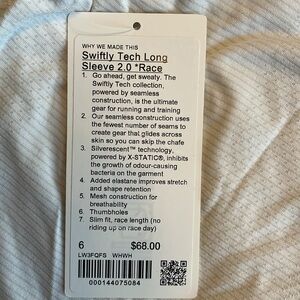 WHY WE MADE THIS
Swiftly Tech Long
Sleeve 2.0 *Race
1. Go ahead, get sweaty. The
Swiftly Tech collection,
powered by seamless
construction, is the ultimate
gear for running and training
2. Our seamless construction uses
the fewest number of seams to
create gear that glides across
skin so you can skip the chafe
3. Silverescent™ technology,
powered by X-STATIC®, inhibits
the growth of odour-causing
bacteria on the garment
4. Added elastane improves stretch
and shape retention
5. Mesh construction for
breathability
6. Thumbholes
7. Slim fit, race length (no
riding up on race day)
6 $68.00
LW3FQFS WHWH
000144075084